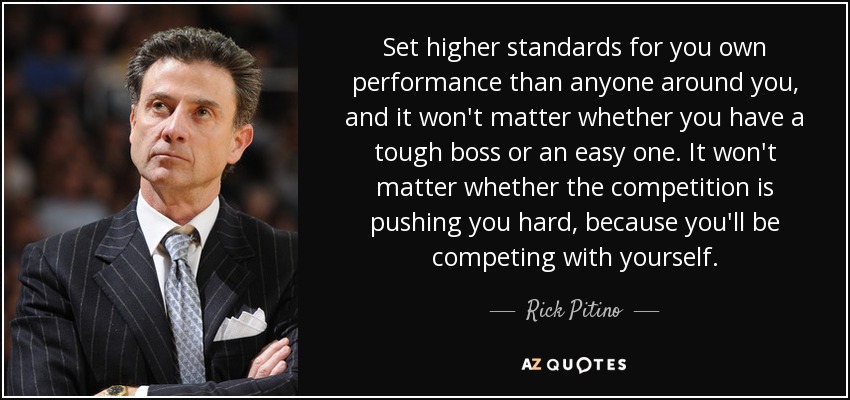 Set higher standards for you own
performance than anyone around you,
and it won't matter whether you have a
tough boss or an easy one. It won't
matter whether the competition is
pushing you hard, because you'll be
competing with yourself.
Rick Pitino
AZ QUOTES